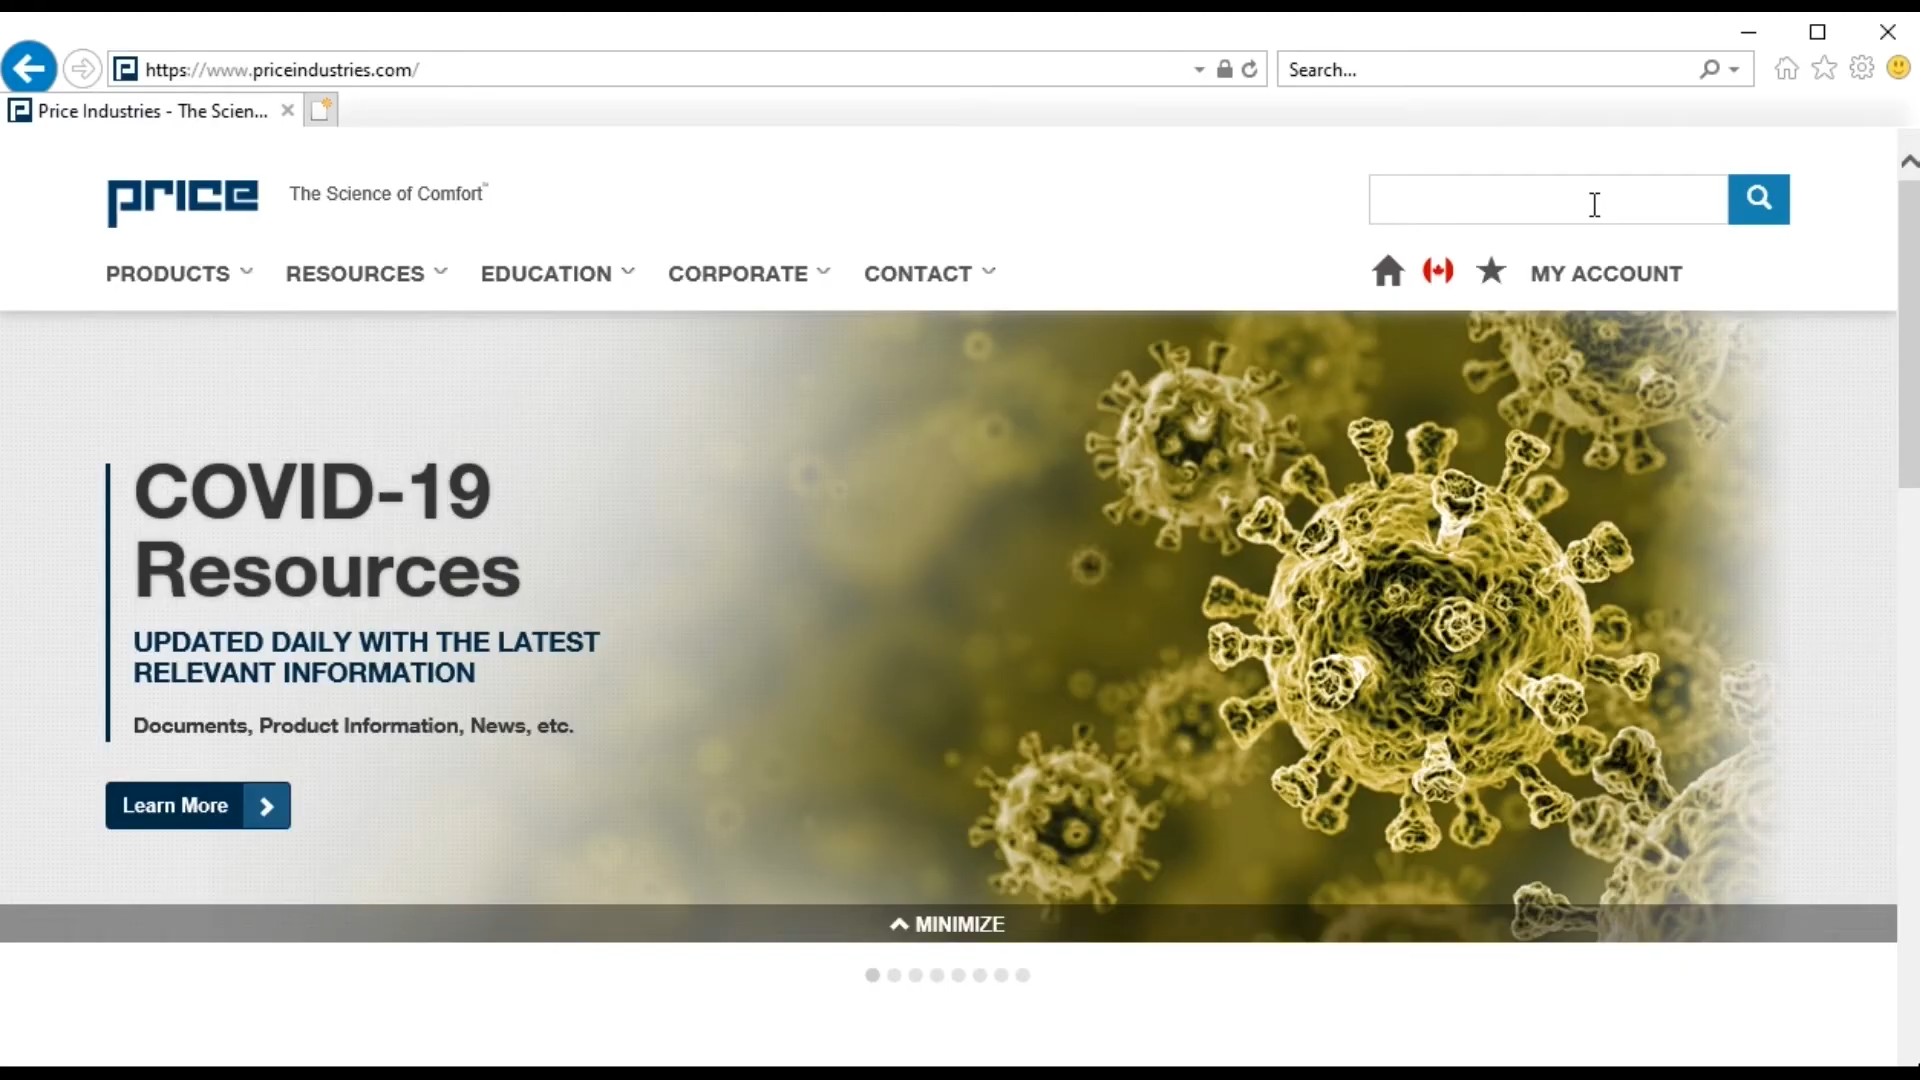 https://www.priceindustries.com/
Search...
Price Industries - The Scien...
price
The Science of Comfort
PRODUCTS
RESOURCES
EDUCATION
CORPORATE
CONTACT
MY ACCOUNT
COVID-19
Resources
UPDATED DAILY WITH THE LATEST
RELEVANT INFORMATION
Documents, Product Information, News, etc.
Learn More
MINIMIZE